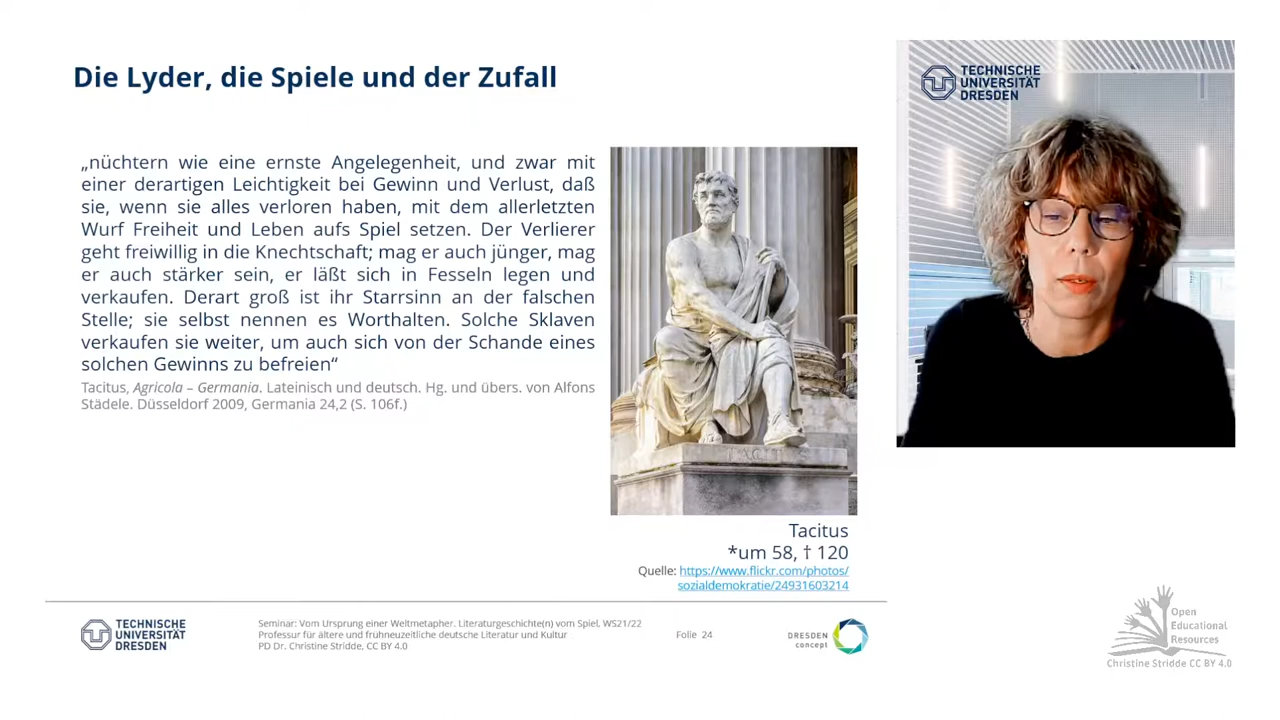 Die Lyder, die Spiele und der Zufall
„nüchtern wie eine ernste Angelegenheit, und zwar mit
einer derartigen Leichtigkeit bei Gewinn und Verlust, daß
sie, wenn sie alles verloren haben, mit dem allerletzten
Wurf Freiheit und Leben aufs Spiel setzen. Der Verlierer
geht freiwillig in die Knechtschaft; mag er auch jünger, mag
er auch stärker sein, er läßt sich in Fesseln legen und
verkaufen. Derart groß ist ihr Starrsinn an der falschen
Stelle; sie selbst nennen es Worthalten. Solche Sklaven
verkaufen sie weiter, um auch sich von der Schande eines
solchen Gewinns zu befreien“
Tacitus, Agricola – Germania. Lateinisch und deutsch. Hg. und übers. von Alfons
Städele. Düsseldorf 2009, Germania 24,2 (S. 106f.)
Tacitus
*um 58, † 120
Quelle: https://www.flickr.com/photos/
sozialdemokratie/24931603214
TECHNISCHE
UNIVERSITÄT
DRESDEN
Seminar: Vom Ursprung einer Weltmetapher. Literaturgeschichte(n) vom Spiel, WS21/22
Professur für ältere und frühneuzeitliche deutsche Literatur und Kultur
PD Dr. Christine Stridde, CC BY 4.0
Folie 24
DRESDEN
concept
TECHNISCHE
UNIVERSITÄT
DRESDEN
Open
Educational
Resources
Christine Stridde CC BY 4.0